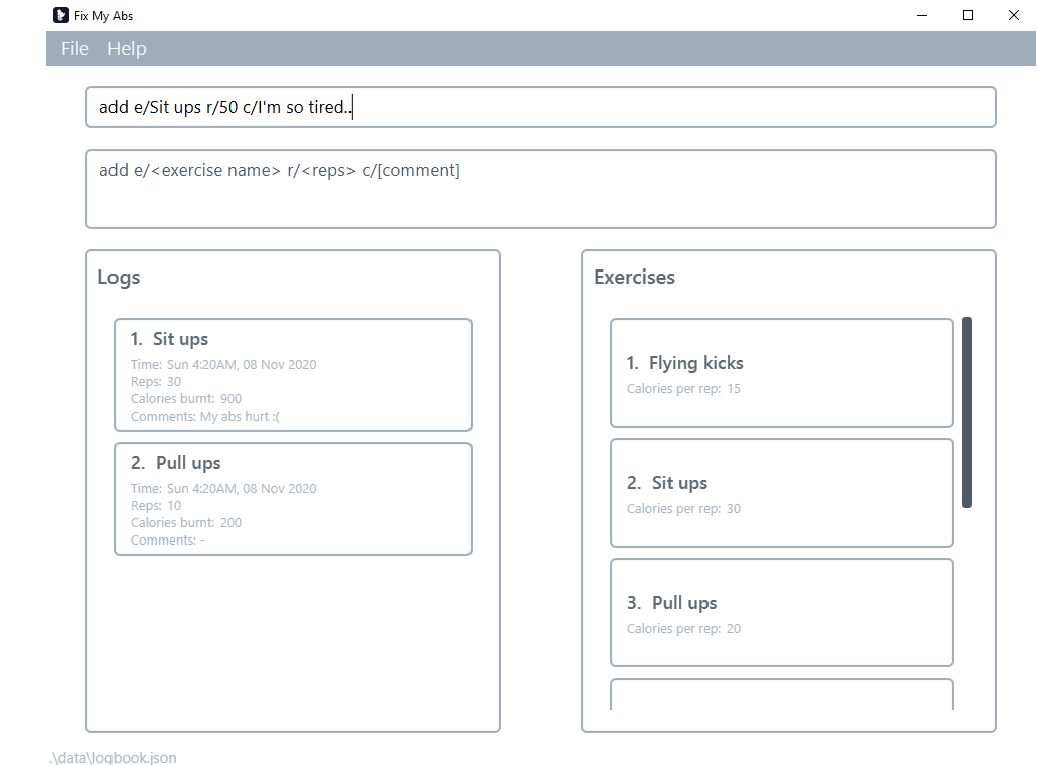 Fix My Abs
File Help
add e/Sit ups r/50 c/I'm so tired..
add e/<exercise name> r/<reps> c/[comment]
Logs
1. Sit ups
Time: Sun 4:20AM, 08 Nov 2020
Reps: 30
Calories burnt: 900
Comments: My abs hurt :(
2. Pull ups
Time: Sun 4:20AM, 08 Nov 2020
Reps: 10
Calories burnt: 200
Comments: -
Exercises
1. Flying kicks
Calories per rep: 15
2. Sit ups
Calories per rep: 30
3. Pull ups
Calories per rep: 20
.\data\logbook.json